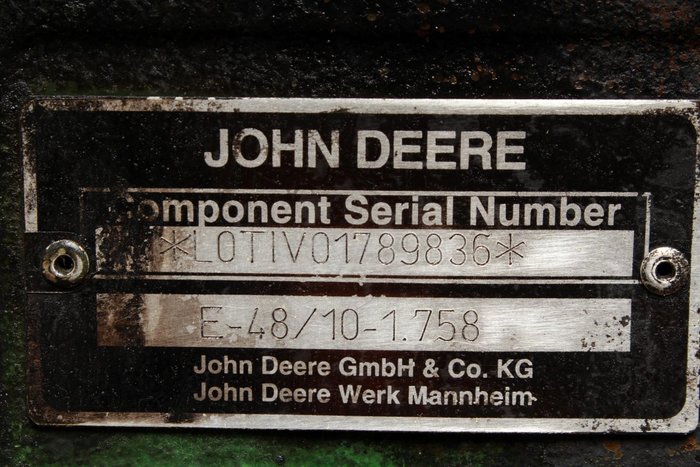 JOHN DEERE
Component Serial Number
*L0TIV01789836*
E-48/10-1.758
John Deere GmbH & Co. KG
John Deere Werk Mannheim